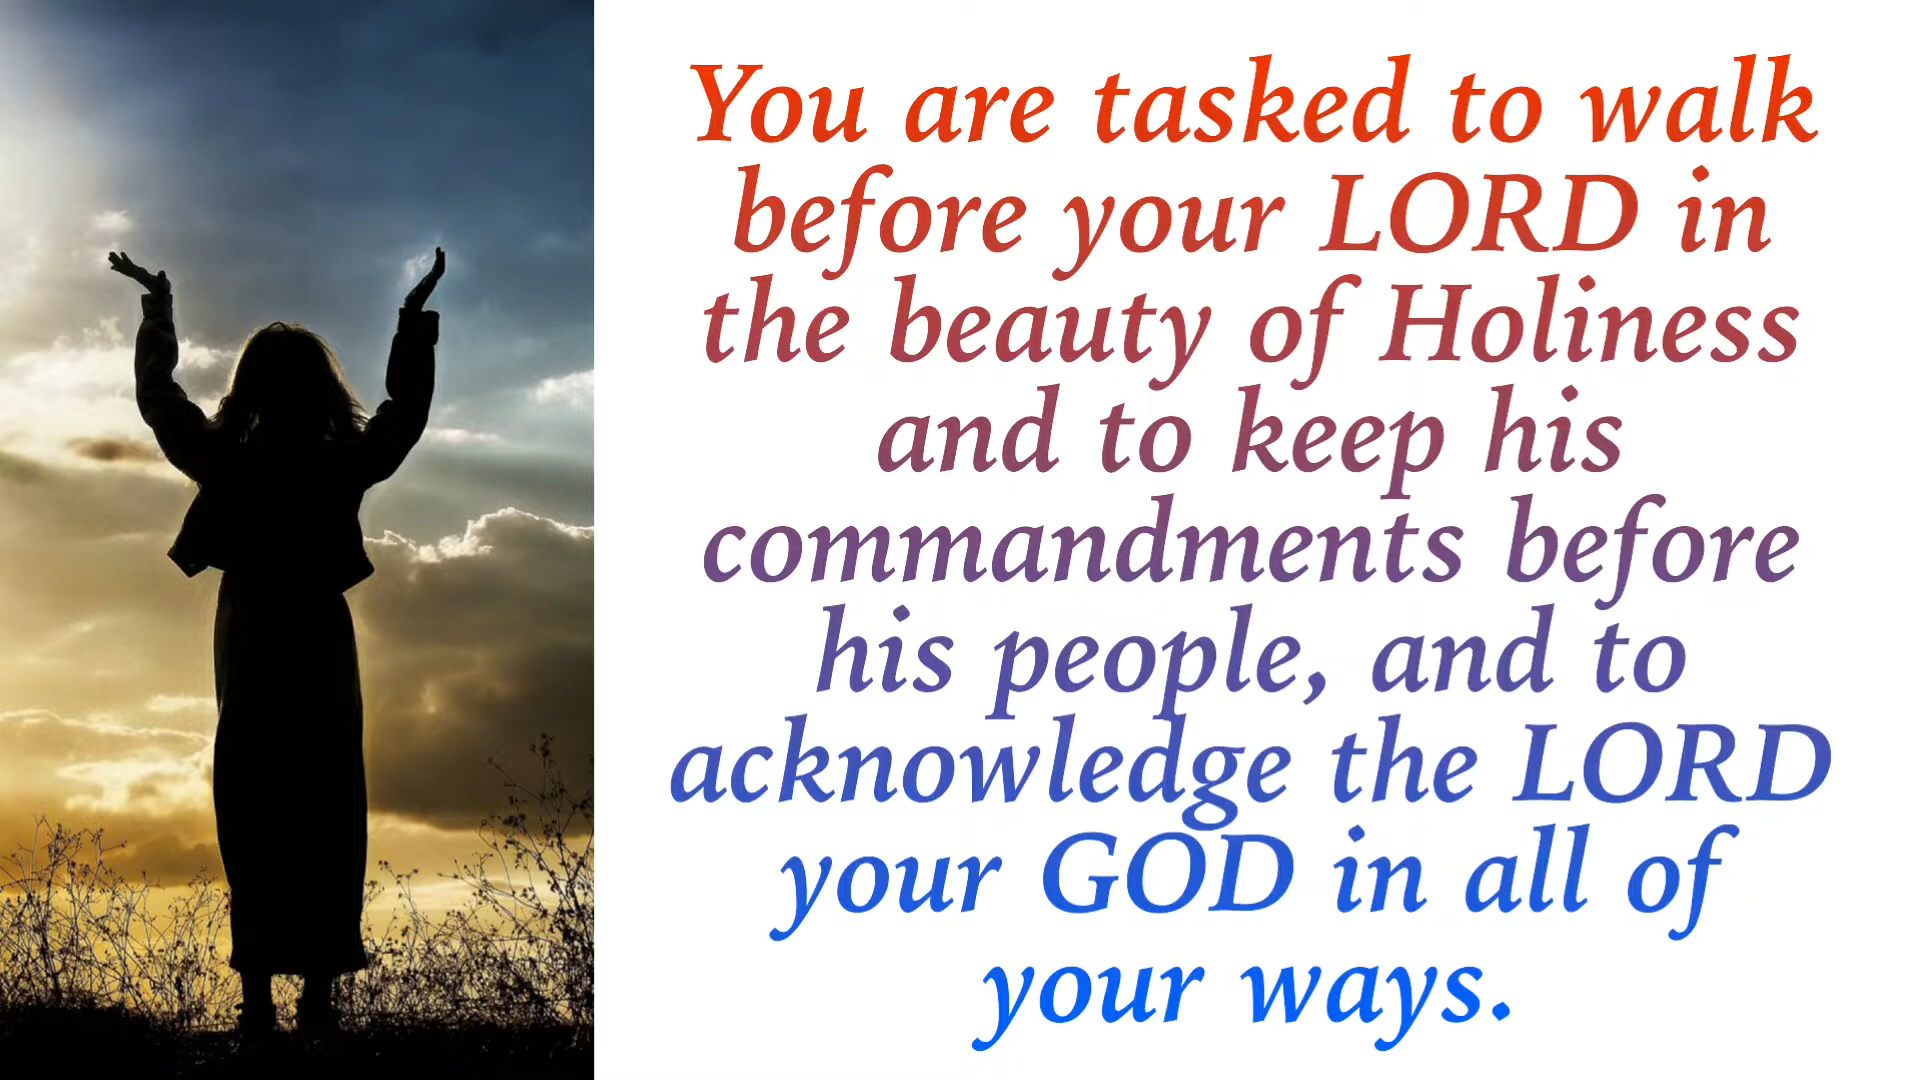 You are tasked to walk
before your LORD in
the beauty of Holiness
and to keep his
commandments before
his people, and to
acknowledge the LORD
your GOD in all of
your ways.